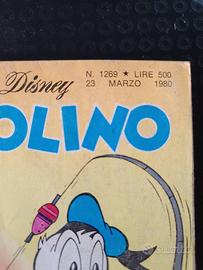 Disney
N. 1269 ★ LIRE 500
23 MARZO 1980
OLINO